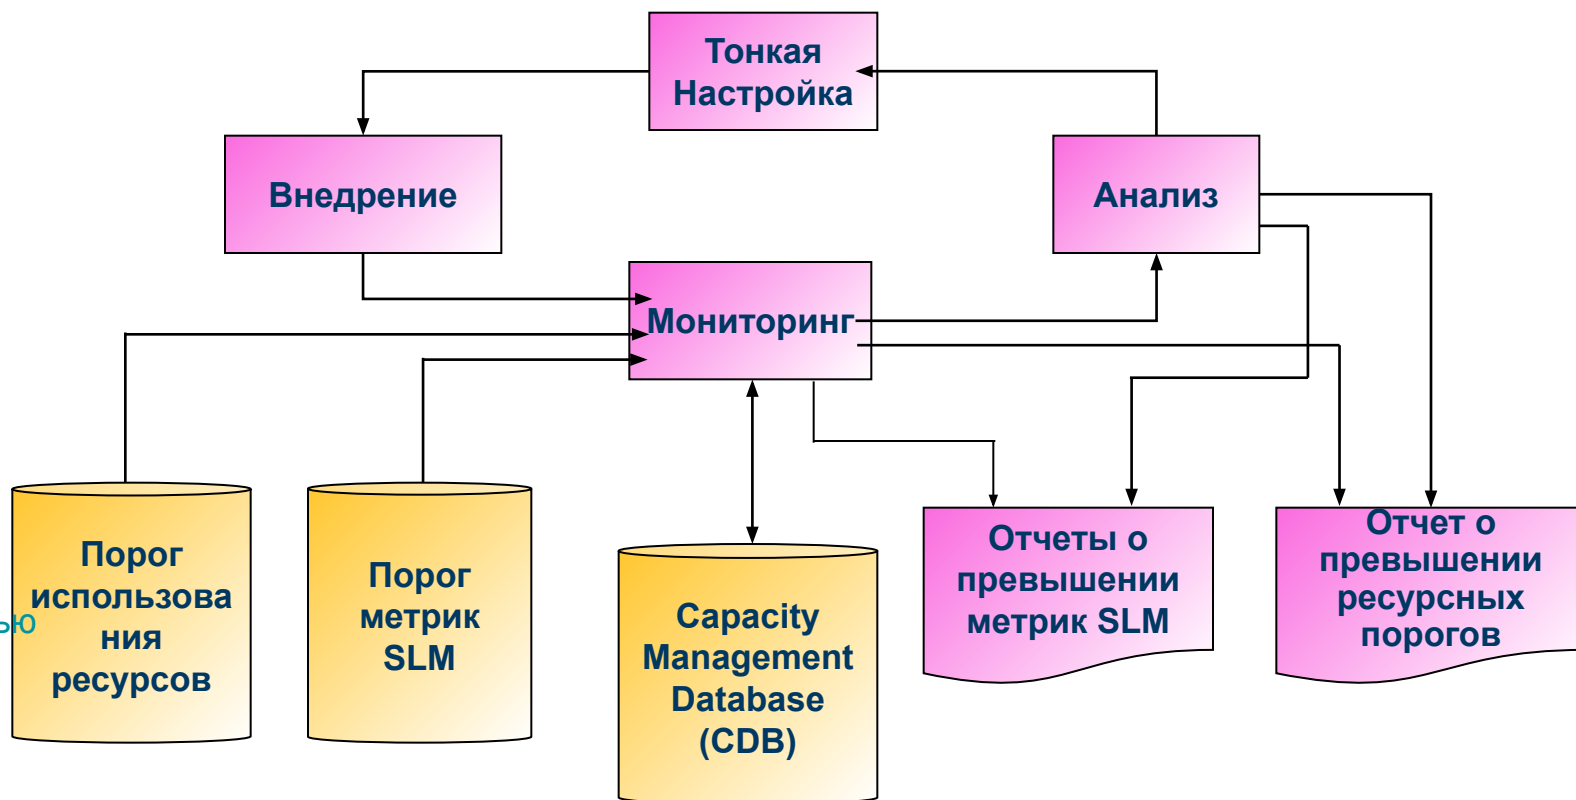 Тонкая
Настройка
Внедрение
Анализ
Мониторинг
Порог
использова
ния
ресурсов
ью
Порог
метрик
SLM
Capacity
Management
Database
(CDB)
Отчеты о
превышении
метрик SLM
Отчет о
превышении
ресурсных
порогов